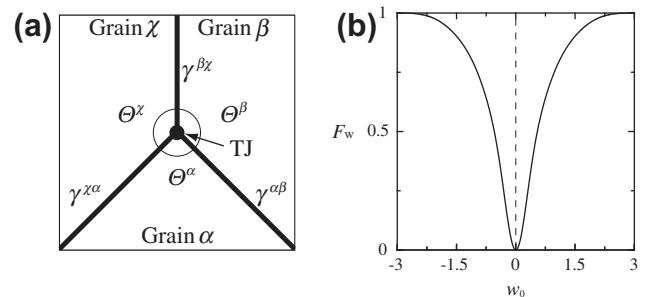 (a)
Grain χ
Grain β
γ^βχ
Θ^χ
Θ^β
TJ
Θ^α
γ^χα
γ^αβ
Grain α
(b)
1
F_w
0.5
0
-3
-1.5
0
1.5
3
w_0